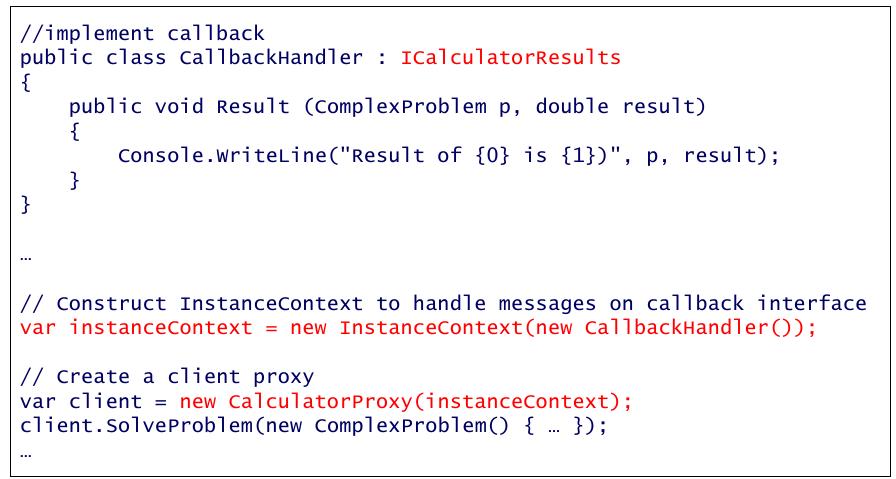 //implement callback
public class CallbackHandler : ICalculatorResults
{
    public void Result (ComplexProblem p, double result)
    {
        Console.WriteLine("Result of {0} is {1})", p, result);
    }
}

…

// Construct InstanceContext to handle messages on callback interface
var instanceContext = new InstanceContext(new CallbackHandler());

// Create a client proxy
var client = new CalculatorProxy(instanceContext);
client.SolveProblem(new ComplexProblem() { … });
…